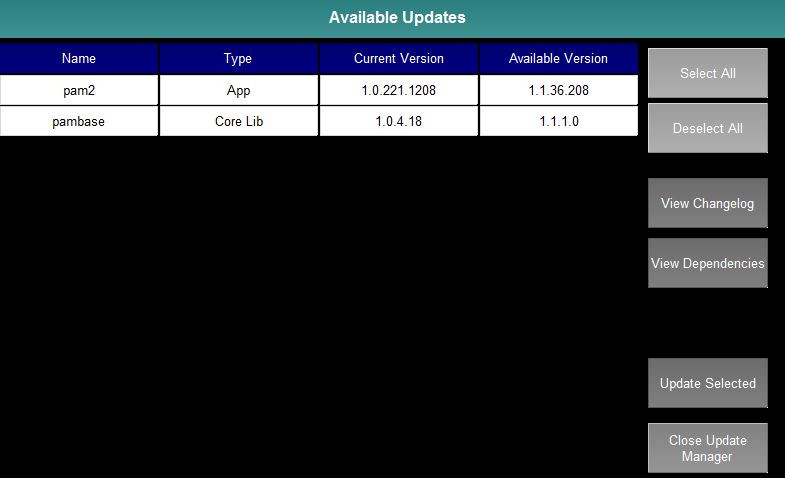 Available Updates
Name Type Current Version Available Version
pam2 App 1.0.221.1208 1.1.36.208
pambase Core Lib 1.0.4.18 1.1.1.0
Select All
Deselect All
View Changelog
View Dependencies
Update Selected
Close Update
Manager